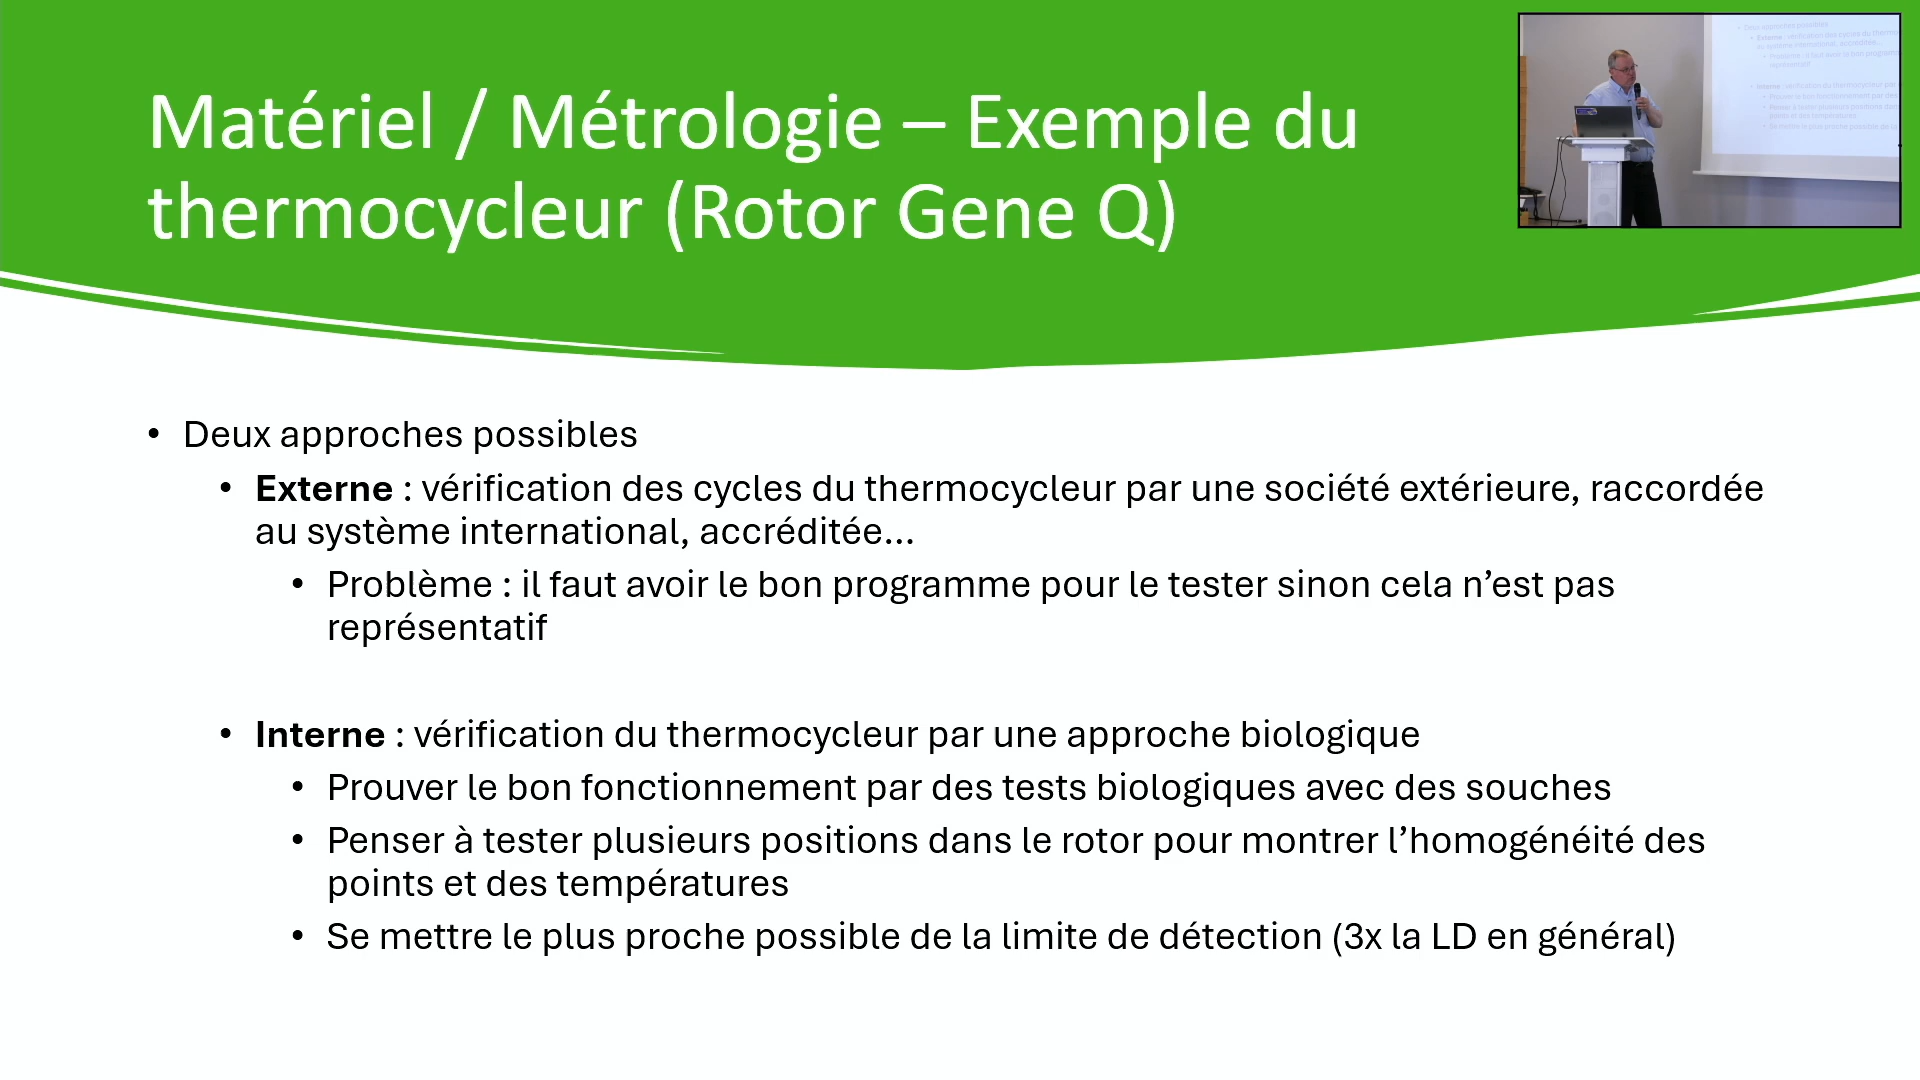 Matériel / Métrologie – Exemple du
thermocycleur (Rotor Gene Q)
• Deux approches possibles
• Externe : vérification des cycles du thermocycleur par une société extérieure, raccordée
au système international, accréditée…
• Problème : il faut avoir le bon programme pour le tester sinon cela n’est pas
représentatif
• Interne : vérification du thermocycleur par une approche biologique
• Prouver le bon fonctionnement par des tests biologiques avec des souches
• Penser à tester plusieurs positions dans le rotor pour montrer l’homogénéité des
points et des températures
• Se mettre le plus proche possible de la limite de détection (3x la LD en général)